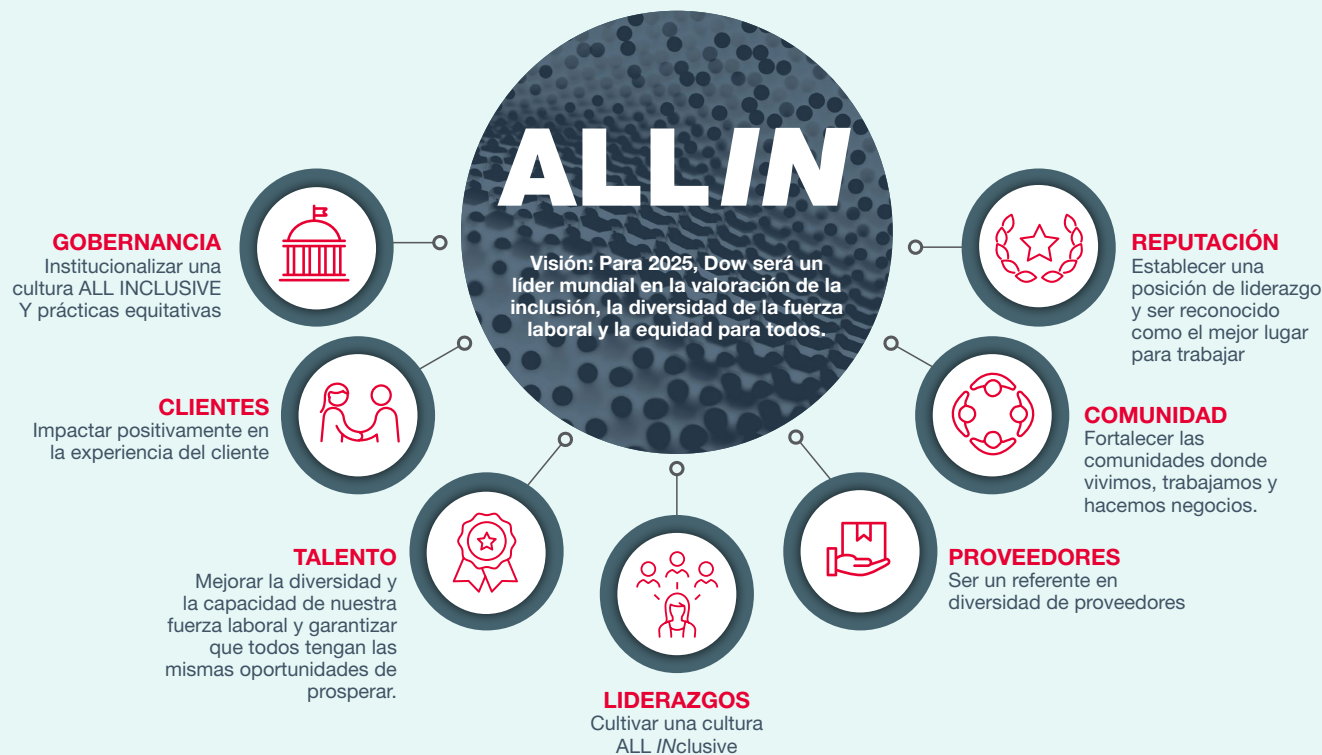 ALL IN
Visión: Para 2025, Dow será un
líder mundial en la valoración de la
inclusión, la diversidad de la fuerza
laboral y la equidad para todos.
GOBERNANCIA
Institucionalizar una
cultura ALL INCLUSIVE
Y prácticas equitativas
CLIENTES
Impactar positivamente en
la experiencia del cliente
TALENTO
Mejorar la diversidad y
la capacidad de nuestra
fuerza laboral y garantizar
que todos tengan las
mismas oportunidades de
prosperar.
LIDERAZGOS
Cultivar una cultura
ALL INclusive
PROVEEDORES
Ser un referente en
diversidad de proveedores
COMUNIDAD
Fortalecer las
comunidades donde
vivimos, trabajamos y
hacemos negocios.
REPUTACIÓN
Establecer una
posición de liderazgo
y ser reconocido
como el mejor lugar
para trabajar